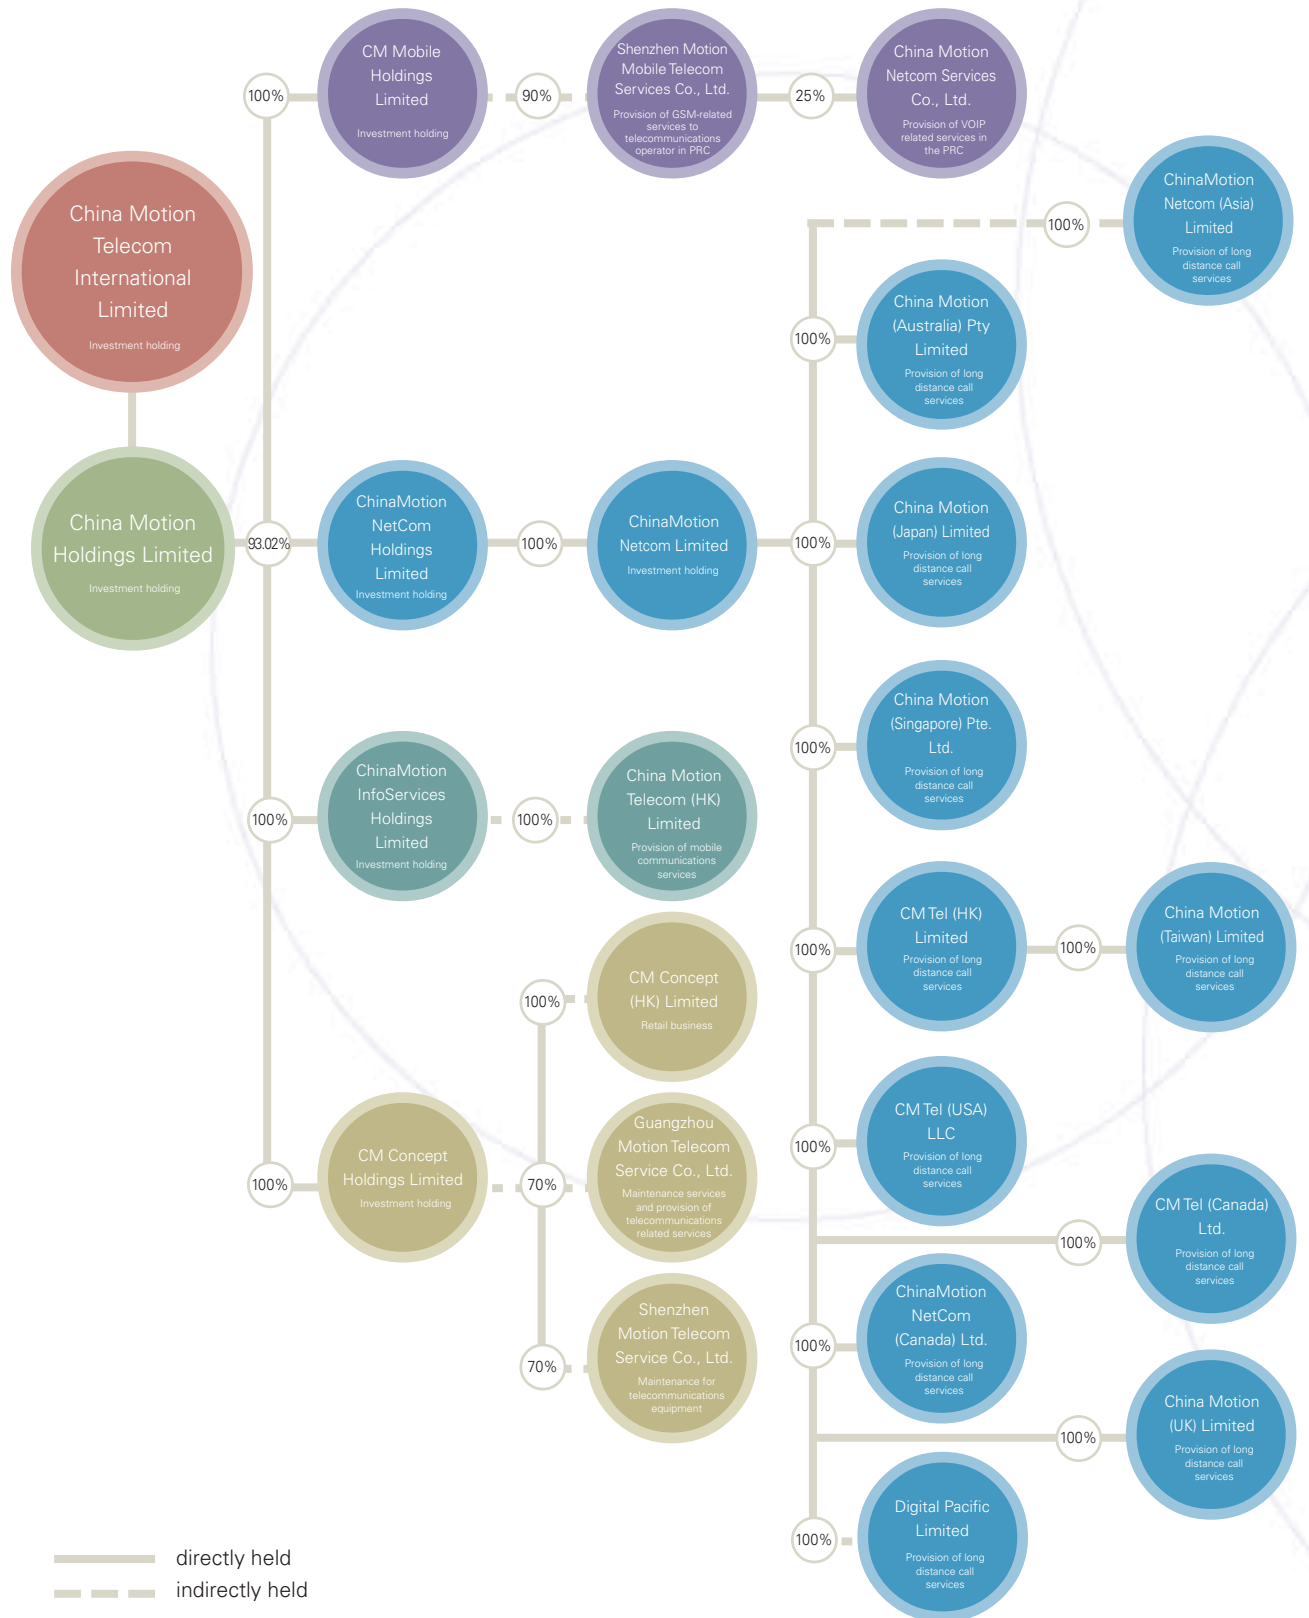 CM Mobile
Holdings
Limited
Investment holding
100%
90%
Shenzhen Motion
Mobile Telecom
Services Co., Ltd.
Provision of GSM-related
services to
telecommunications
operator in PRC
25%
China Motion
Netcom Services
Co., Ltd.
Provision of VOIP
related services in
the PRC
China Motion
Telecom
International
Limited
Investment holding
100%
ChinaMotion
Netcom (Asia)
Limited
Provision of long
distance call
services
100%
China Motion
(Australia) Pty
Limited
Provision of long
distance call
services
China Motion
Holdings Limited
Investment holding
93.02%
ChinaMotion
NetCom
Holdings
Limited
Investment holding
100%
ChinaMotion
Netcom Limited
Investment holding
100%
China Motion
(Japan) Limited
Provision of long
distance call
services
100%
China Motion
(Singapore) Pte.
Ltd.
Provision of long
distance call
services
100%
ChinaMotion
InfoServices
Holdings
Limited
Investment holding
100%
China Motion
Telecom (HK)
Limited
Provision of mobile
communications
services
100%
CM Tel (HK)
Limited
Provision of long
distance call
services
100%
China Motion
(Taiwan) Limited
Provision of long
distance call
services
100%
CM Concept
(HK) Limited
Retail business
100%
CM Concept
Holdings Limited
Investment holding
70%
Guangzhou
Motion Telecom
Service Co., Ltd.
Maintenance services
and provision of
telecommunications
related services
100%
CM Tel (USA)
LLC
Provision of long
distance call
services
100%
CM Tel (Canada)
Ltd.
Provision of long
distance call
services
70%
Shenzhen
Motion Telecom
Service Co., Ltd.
Maintenance for
telecommunications
equipment
100%
ChinaMotion
NetCom
(Canada) Ltd.
Provision of long
distance call
services
100%
China Motion
(UK) Limited
Provision of long
distance call
services
100%
Digital Pacific
Limited
Provision of long
distance call
services
directly held
indirectly held